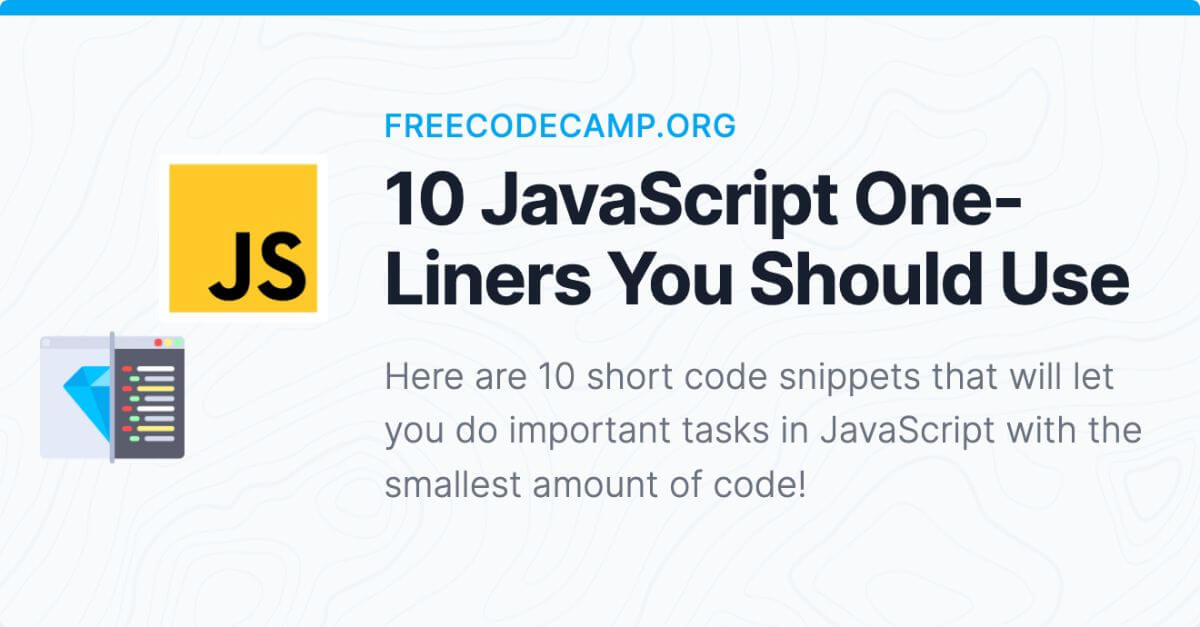 FREECODECAMP.ORG
10 JavaScript One-
Liners You Should Use
JS
Here are 10 short code snippets that will let
you do important tasks in JavaScript with the
smallest amount of code!